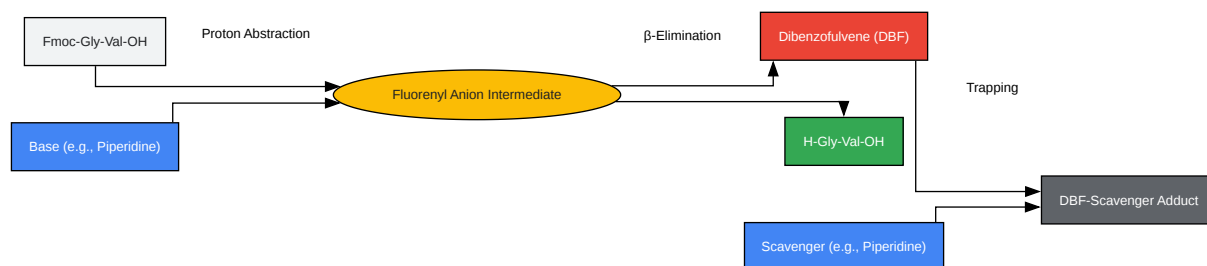 Fmoc-Gly-Val-OH
Proton Abstraction
β-Elimination
Dibenzofulvene (DBF)
Fluorenyl Anion Intermediate
Trapping
Base (e.g., Piperidine)
H-Gly-Val-OH
DBF-Scavenger Adduct
Scavenger (e.g., Piperidine)